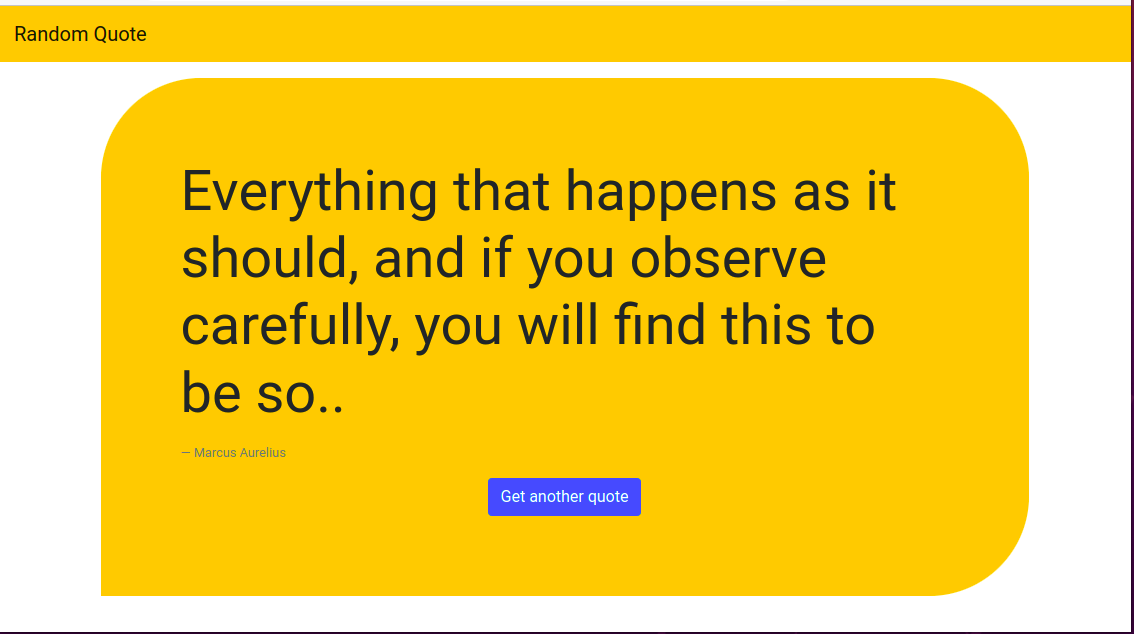 Random Quote
Everything that happens as it
should, and if you observe
carefully, you will find this to
be so..
— Marcus Aurelius
Get another quote